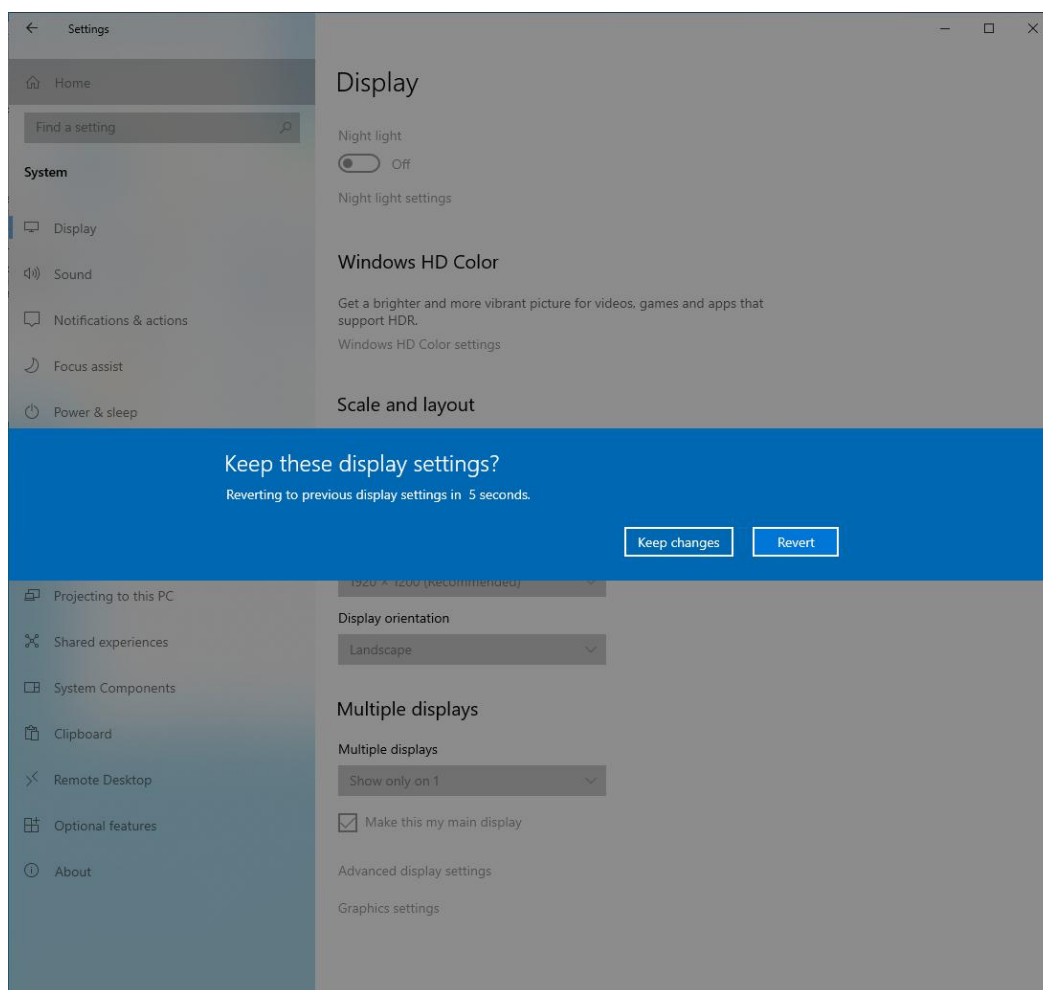 Settings
Home
Find a setting
System
Display
Sound
Notifications & actions
Focus assist
Power & sleep
Display
Night light
Off
Night light settings
Windows HD Color
Get a brighter and more vibrant picture for videos, games and apps that
support HDR.
Windows HD Color settings
Scale and layout
Keep these display settings?
Reverting to previous display settings in 5 seconds.
Keep changes
Revert
Projecting to this PC
Shared experiences
System Components
Clipboard
Remote Desktop
Optional features
About
1920 × 1200 (Recommended)
Display orientation
Landscape
Multiple displays
Multiple displays
Show only on 1
Make this my main display
Advanced display settings
Graphics settings